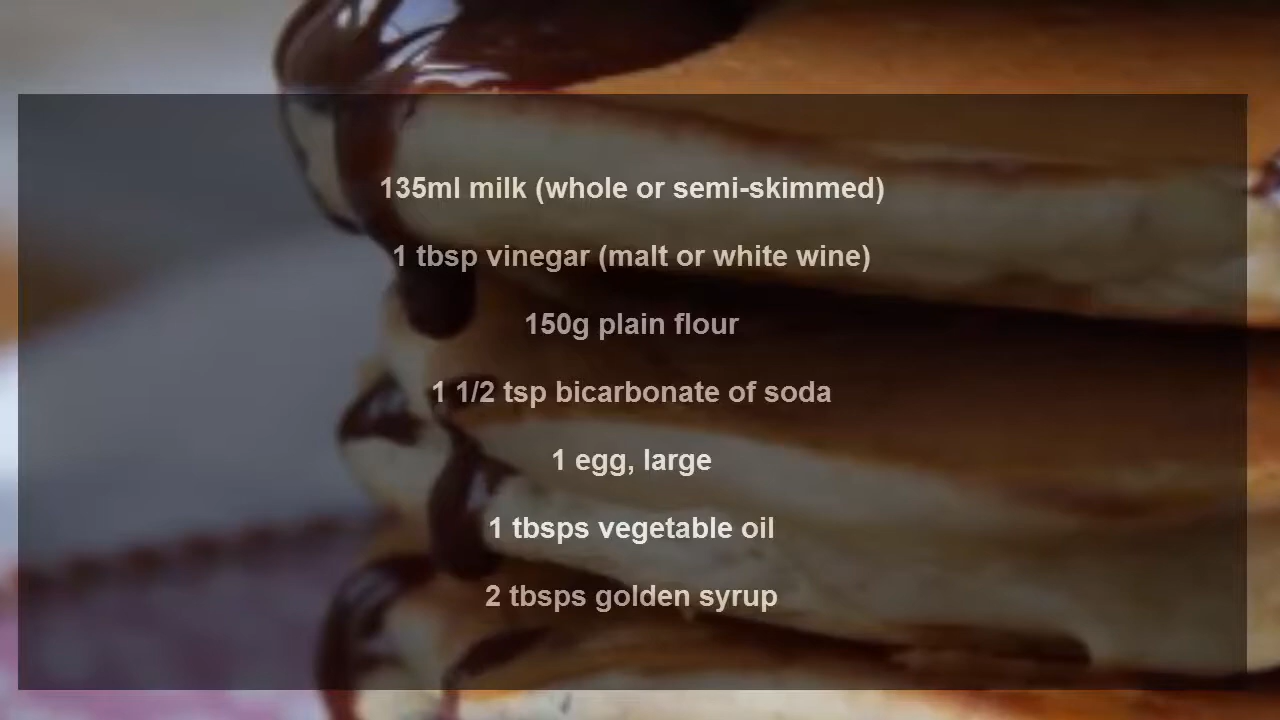 135ml milk (whole or semi-skimmed)
1 tbsp vinegar (malt or white wine)
150g plain flour
1 1/2 tsp bicarbonate of soda
1 egg, large
1 tbsps vegetable oil
2 tbsps golden syrup